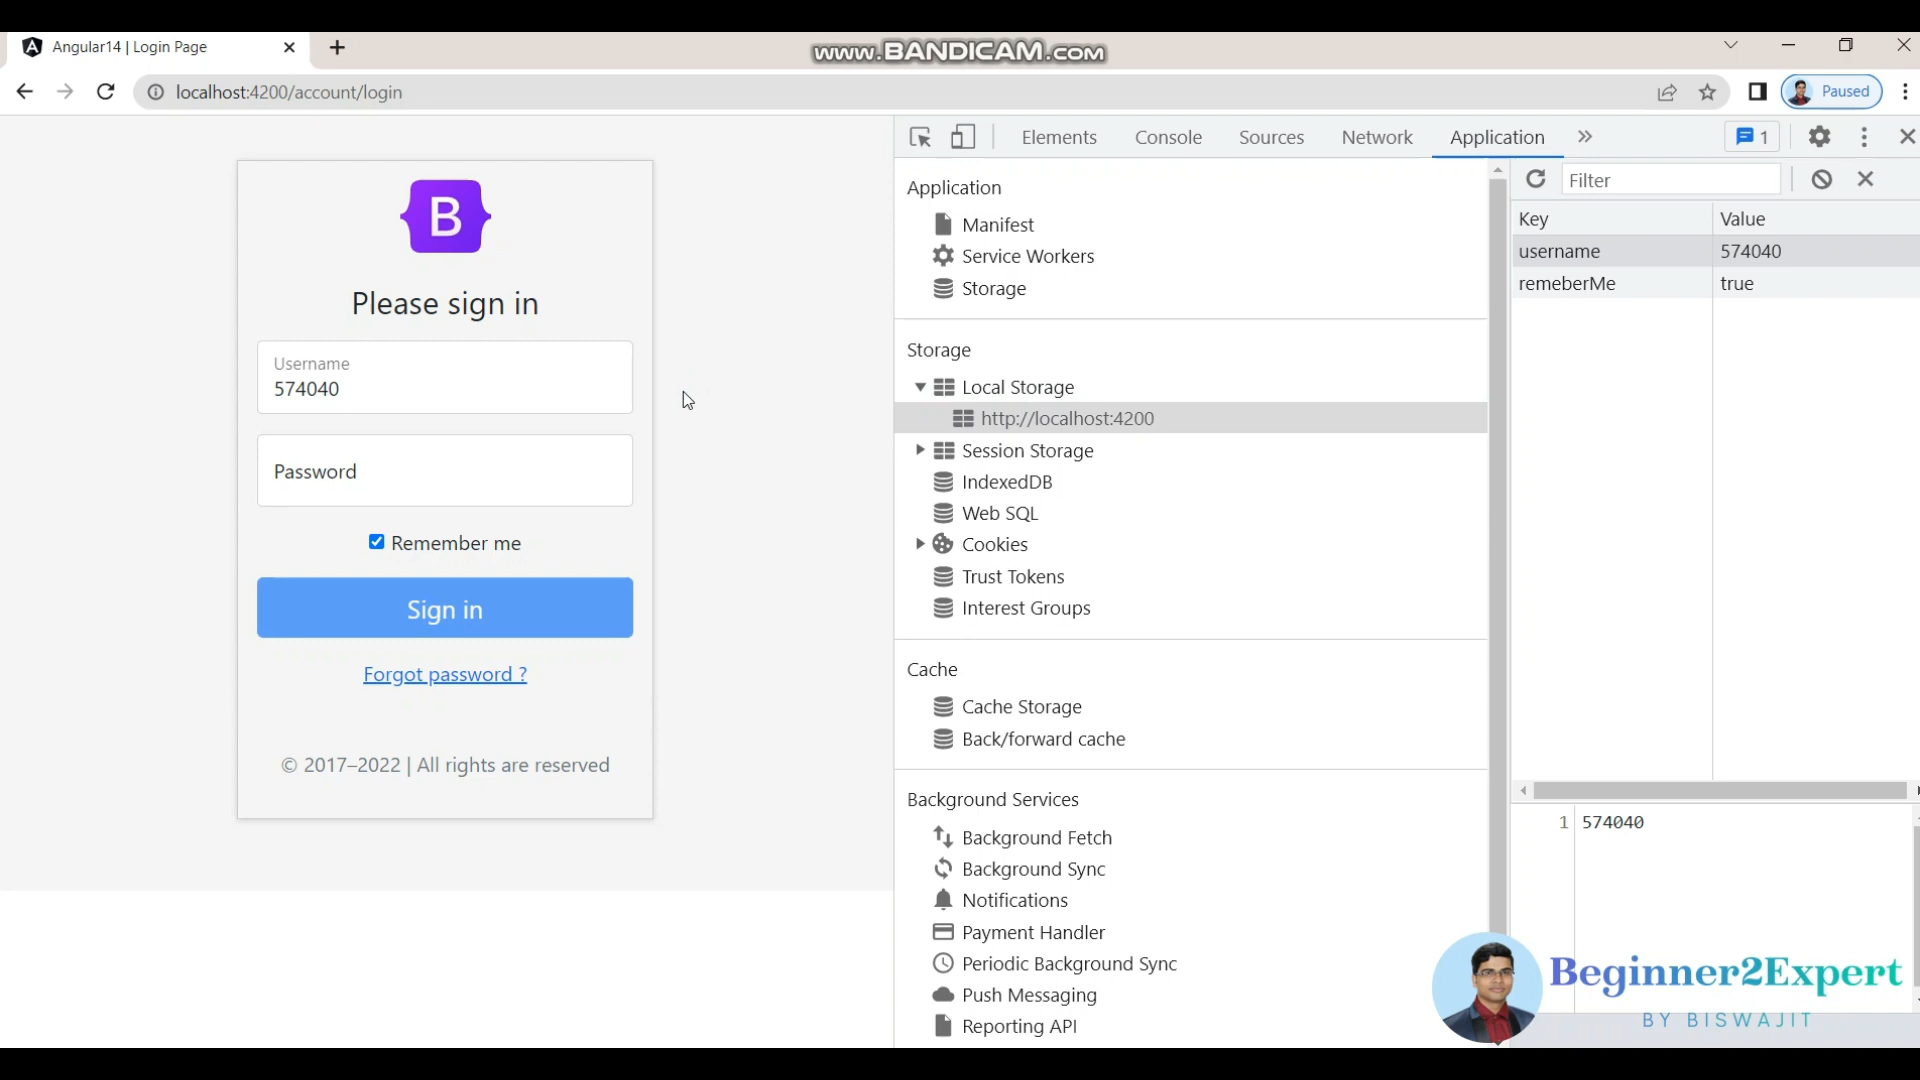 Angular14 | Login Page
www.BANDICAM.com
localhost:4200/account/login
Paused
B
Please sign in
Username
574040
Password
Remember me
Sign in
Forgot password ?
© 2017–2022 | All rights are reserved
Elements Console Sources Network Application 1
Application
Manifest
Service Workers
Storage
Storage
Local Storage
http://localhost:4200
Session Storage
IndexedDB
Web SQL
Cookies
Trust Tokens
Interest Groups
Cache
Cache Storage
Back/forward cache
Background Services
Background Fetch
Background Sync
Notifications
Payment Handler
Periodic Background Sync
Push Messaging
Reporting API
Filter
Key Value
username 574040
remeberMe true
1 574040
Beginner2Expert
BY BISWAJIT